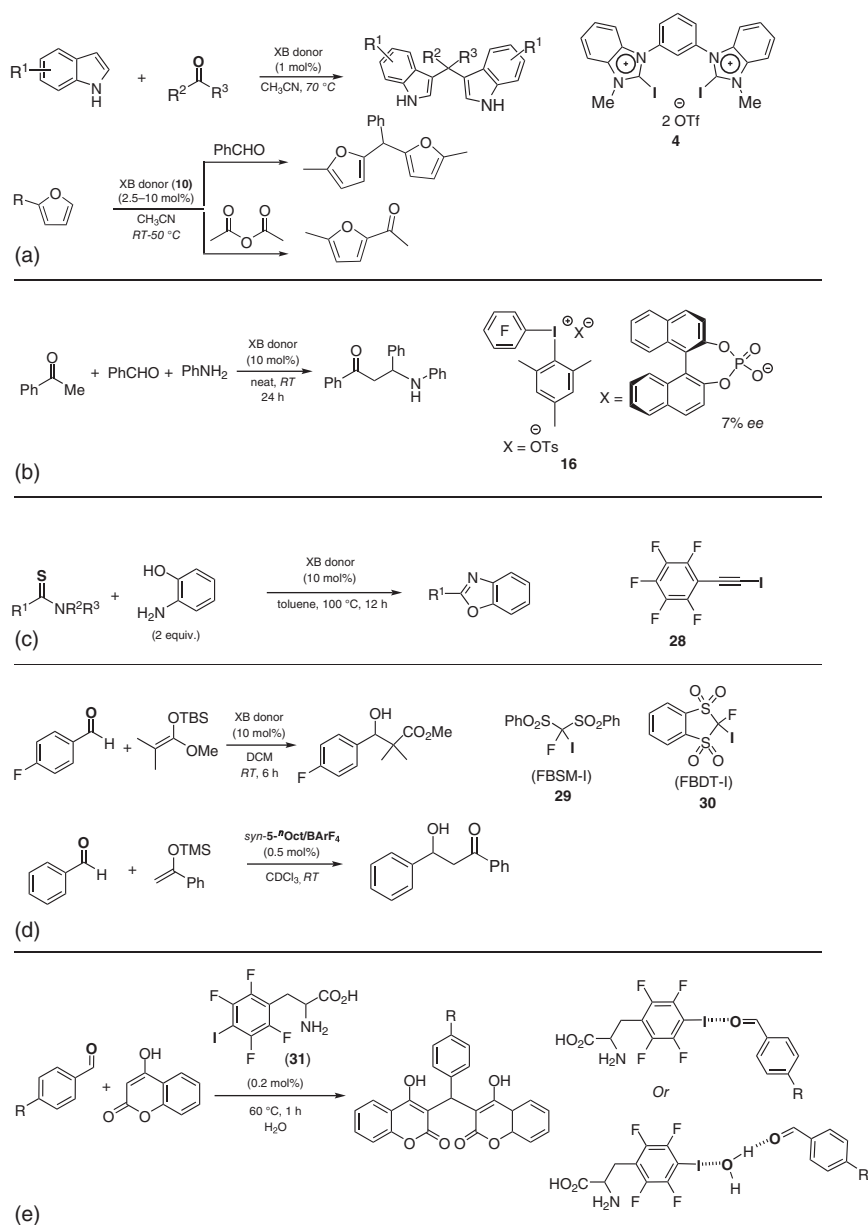 R1
N
H
+
O
R2 R3
XB donor
(1 mol%)
CH3CN, 70 °C
R1 R2 R3 R1
NH HN
N N
+ +
N I I N
Me Me
⊖
2 OTf
4
R
O
XB donor (10)
(2.5–10 mol%)
CH3CN
RT-50 °C
PhCHO
Ph
O O
O O
O
O
O
(a)
O
Ph Me
+ PhCHO + PhNH2
XB donor
(10 mol%)
neat, RT
24 h
O Ph
Ph N Ph
H
F
I ⊕ X ⊖
⊖
X = OTs
16
X =
O O
P
O O ⊖
7% ee
(b)
S
R1 NR2R3
+
HO
H2N
(2 equiv.)
XB donor
(10 mol%)
toluene, 100 °C, 12 h
N
R1
O
F F
F I
F F
28
(c)
O
H
F
+
OTBS
OMe
XB donor
(10 mol%)
DCM
RT, 6 h
OH
CO2Me
F
PhO2S SO2Ph
F I
(FBSM-I)
29
O O
S
F
I
S
O O
(FBDT-I)
30
O
H
+
OTMS
Ph
syn-5-nOct/BArF4
(0.5 mol%)
CDCl3, RT
OH O
Ph
(d)
O
R
+
OH
O O
F
F CO2H
NH2
I F
F (31)
(0.2 mol%)
60 °C, 1 h
H2O
R
OH OH
O O O O
F F
I O
HO2C
H2N F F
R
Or
F F
I O H O
HO2C H
H2N F F
R
(e)